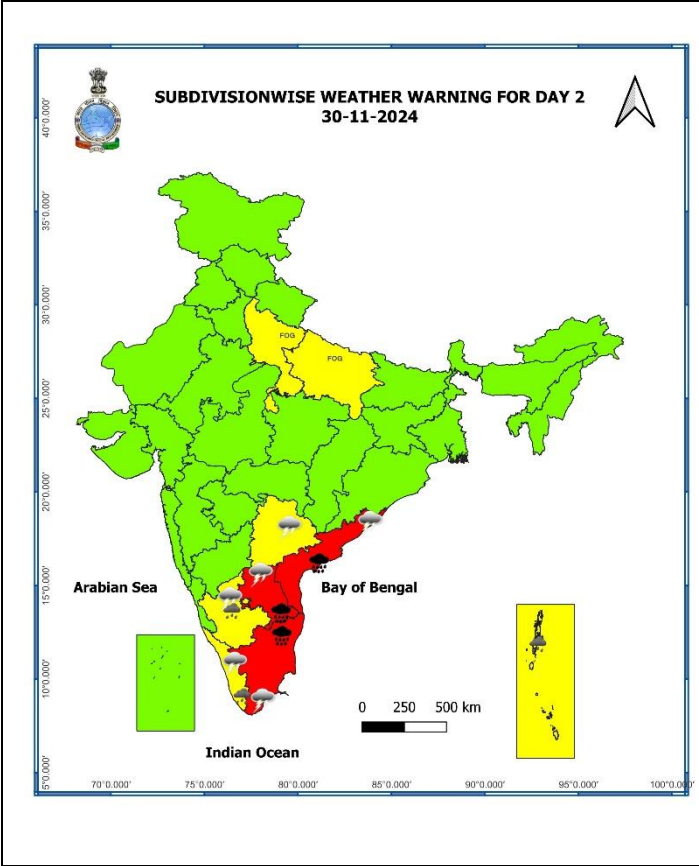 SUBDIVISIONWISE WEATHER WARNING FOR DAY 2
30-11-2024
40°0.000'
35°0.000'
30°0.000'
25°0.000'
20°0.000'
15°0.000'
10°0.000'
5°0.000'
FOG
FOG
Arabian Sea
Bay of Bengal
0 250 500 km
Indian Ocean
70°0.000' 75°0.000' 80°0.000' 85°0.000' 90°0.000' 95°0.000' 100°0.000'